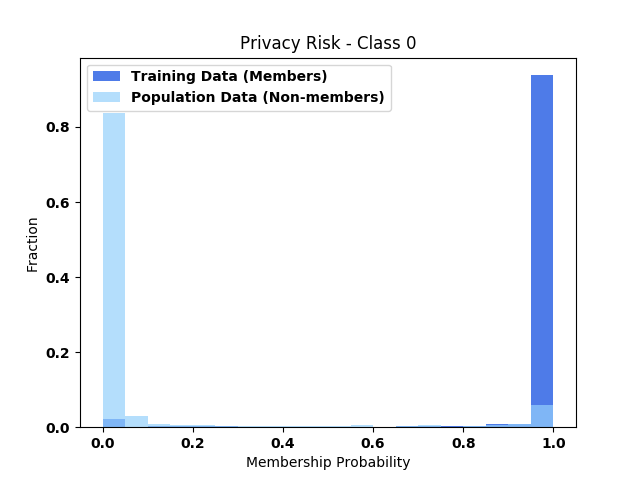 Privacy Risk - Class 0
Training Data (Members)
Population Data (Non-members)
Fraction
0.8
0.6
0.4
0.2
0.0
0.0 0.2 0.4 0.6 0.8 1.0
Membership Probability